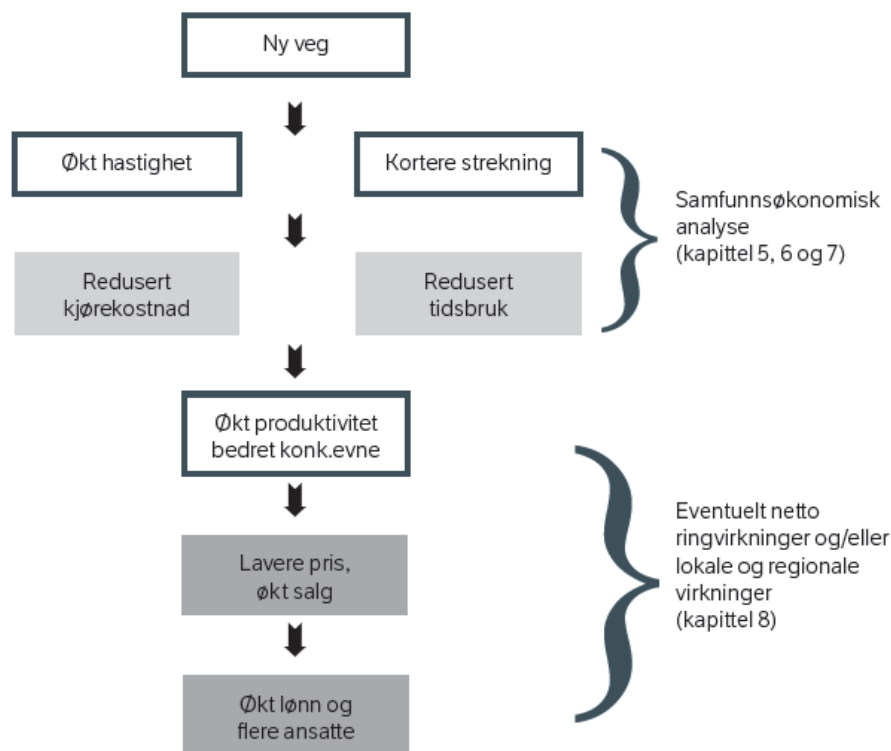 Ny veg
Økt hastighet
Kortere strekning
Samfunnsøkonomisk
analyse
(kapittel 5, 6 og 7)
Redusert
kjørekostnad
Redusert
tidsbruk
Økt produktivitet
bedret konk.evne
Lavere pris,
økt salg
Eventuelt netto
ringvirkninger og/eller
lokale og regionale
virkninger
(kapittel 8)
Økt lønn og
flere ansatte